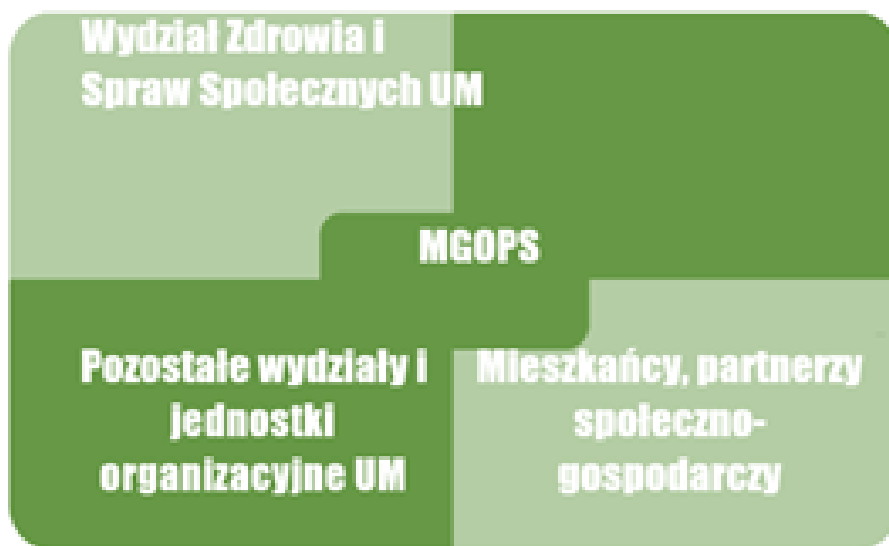 Wydział Zdrowia i
Spraw Społecznych UM
MGOPS
Pozostałe wydziały i
jednostki
organizacyjne UM
Mieszkańcy, partnerzy
społeczno-
gospodarczy